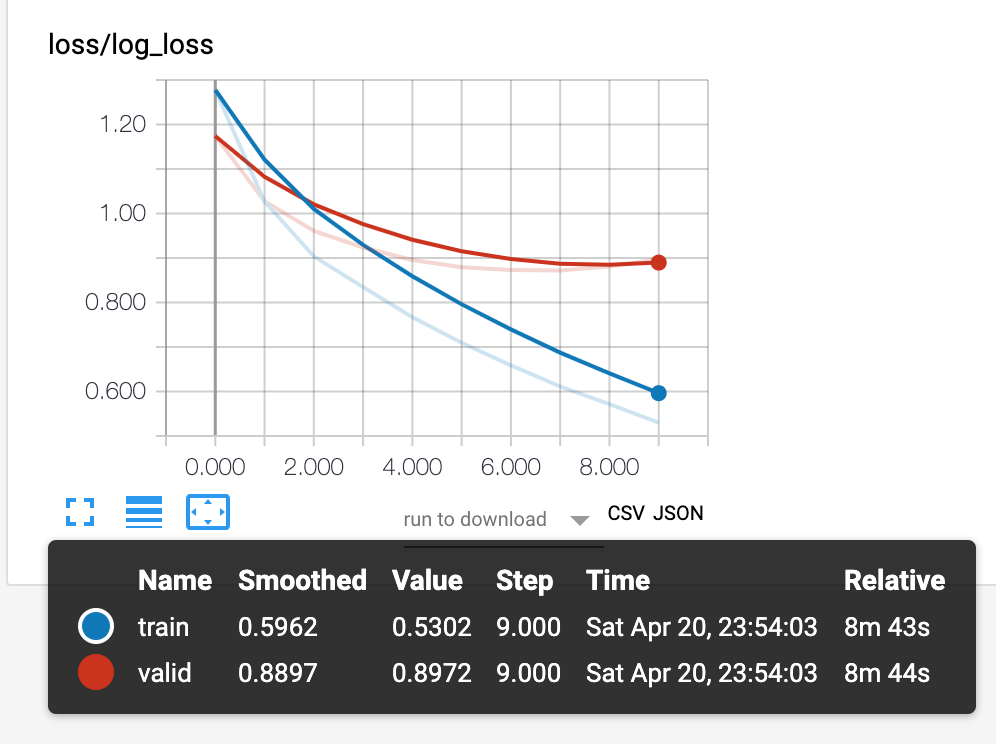 loss/log_loss
1.20
1.00
0.800
0.600
0.000 2.000 4.000 6.000 8.000
run to download CSV JSON
Name Smoothed Value Step Time Relative
train 0.5962 0.5302 9.000 Sat Apr 20, 23:54:03 8m 43s
valid 0.8897 0.8972 9.000 Sat Apr 20, 23:54:03 8m 44s